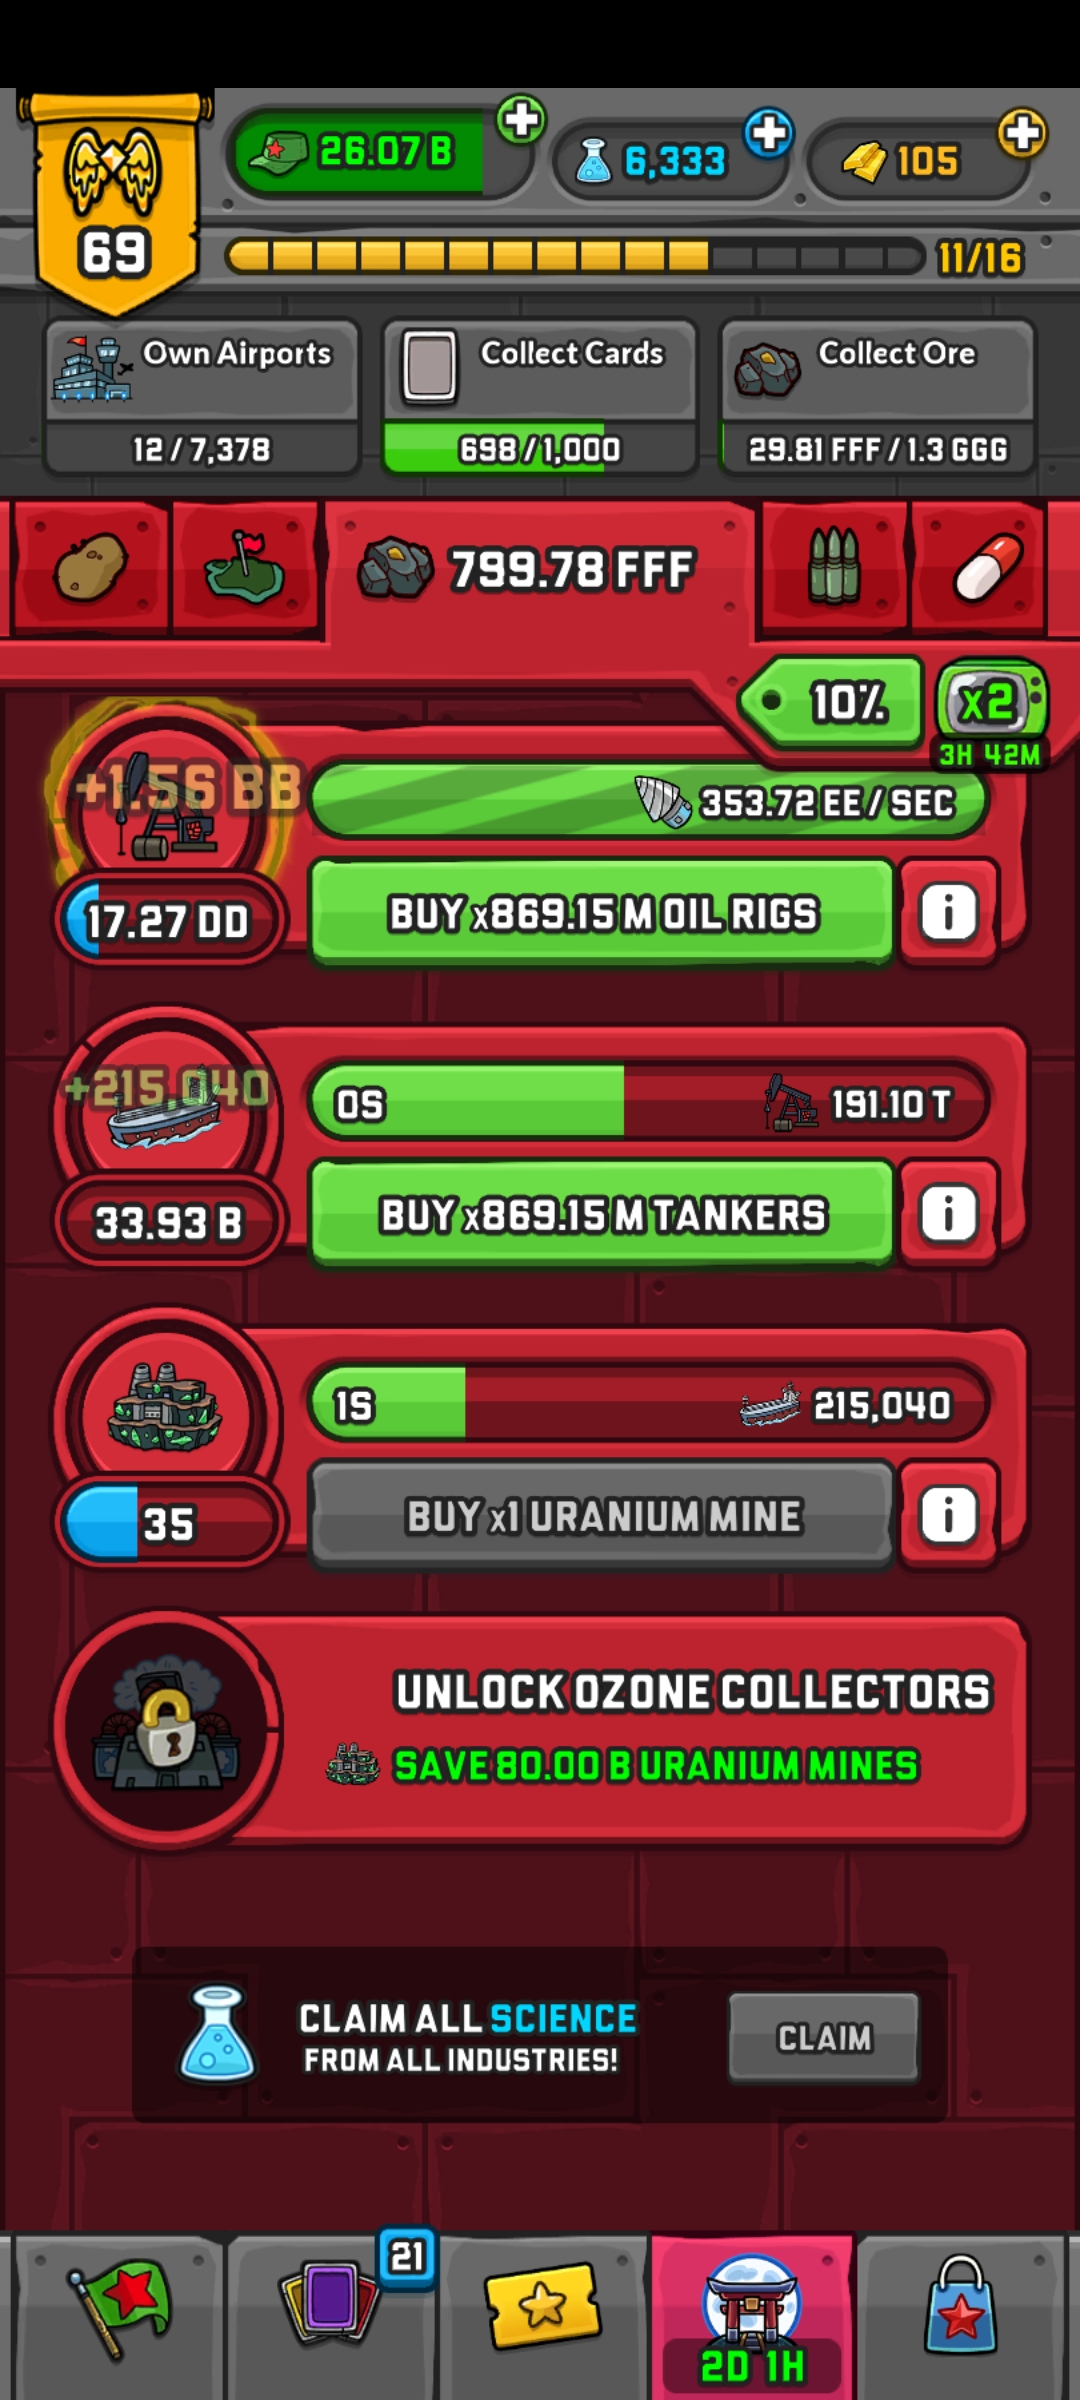 26.07 B
6,333
105
69
11/16
Own Airports
12 / 7,378
Collect Cards
698 / 1,000
Collect Ore
29.81 FFF / 1.3 GGG
799.78 FFF
10%
x2
3H 42M
+1.56 BB
353.72 EE / SEC
17.27 DD
BUY x869.15 M OIL RIGS
i
+215,040
0S
191.10 T
33.93 B
BUY x869.15 M TANKERS
i
1S
215,040
35
BUY x1 URANIUM MINE
i
UNLOCK OZONE COLLECTORS
SAVE 80.00 B URANIUM MINES
CLAIM ALL SCIENCE
FROM ALL INDUSTRIES!
CLAIM
21
2D 1H